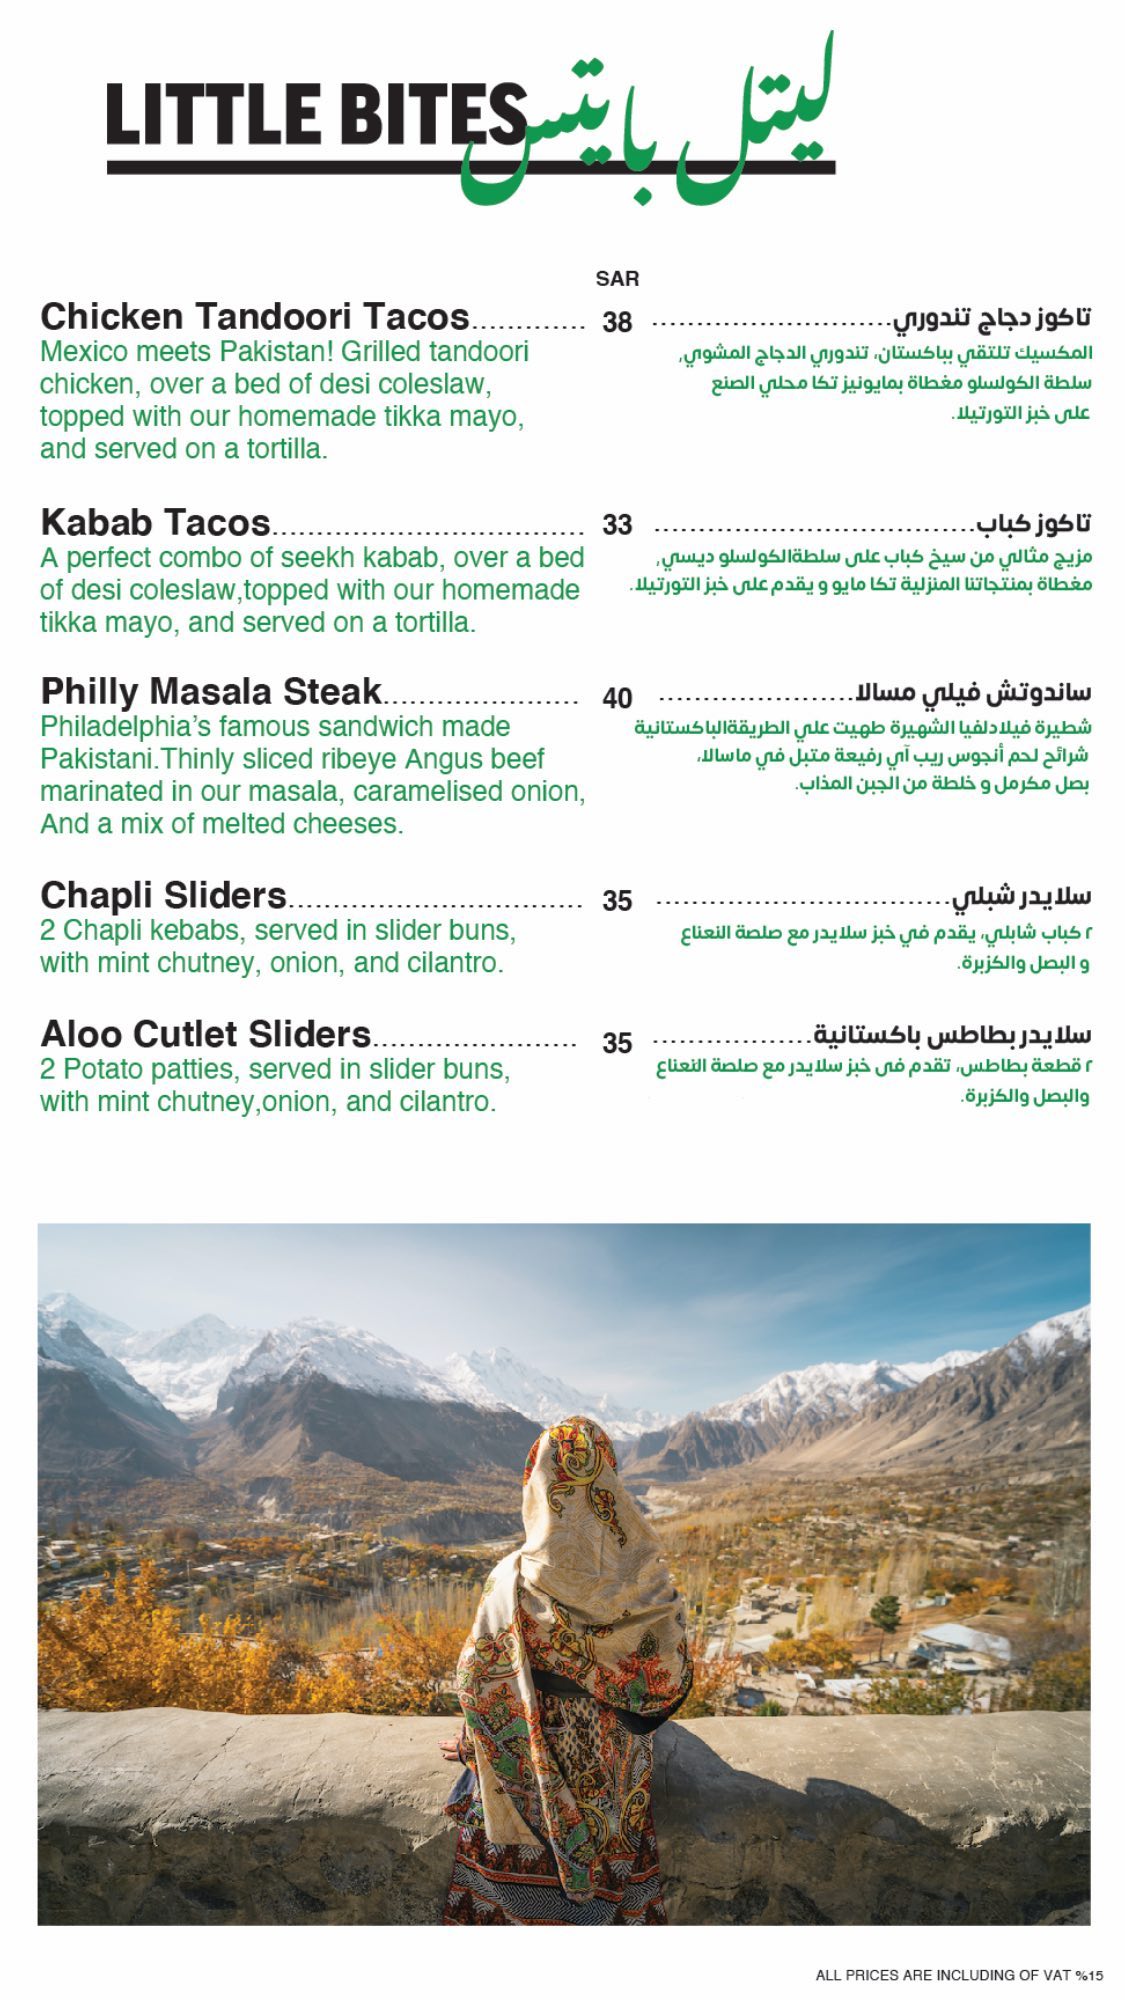 LITTLE BITES ليتل بايتس
SAR
Chicken Tandoori Tacos............. 38 ...........................تاكوز دجاج تندوري
Mexico meets Pakistan! Grilled tandoori
chicken, over a bed of desi coleslaw,
topped with our homemade tikka mayo,
and served on a tortilla.
المكسيك تلتقي بباكستان، تندوري الدجاج المشوي,
سلطة الكولسلو مغطاة بمايونيز تكا محلي الصنع
على خبز التورتيلا.
Kabab Tacos................................ 33 ....................................تاكوز كباب
A perfect combo of seekh kabab, over a bed
of desi coleslaw,topped with our homemade
tikka mayo, and served on a tortilla.
مزيج مثالي من سيخ كباب على سلطةالكولسلو ديسي,
مغطاة بمنتجاتنا المنزلية تكا مايو و يقدم على خبز التورتيلا.
Philly Masala Steak...................... 40 ......................ساندوتش فيلي مسالا
Philadelphia’s famous sandwich made
Pakistani.Thinly sliced ribeye Angus beef
marinated in our masala, caramelised onion,
And a mix of melted cheeses.
شطيرة فيلادلفيا الشهيرة طهيت علي الطريقةالباكستانية
شرائح لحم أنجوس ريب آي رفيعة متبل في ماسالا،
بصل مكرمل و خلطة من الجبن المذاب.
Chapli Sliders................................. 35 .................................سلايدر شبلي
2 Chapli kebabs, served in slider buns,
with mint chutney, onion, and cilantro.
٢ كباب شابلي، يقدم في خبز سلايدر مع صلصة النعناع
و البصل والكزبرة.
Aloo Cutlet Sliders....................... 35 ..................سلايدر بطاطس باكستانية
2 Potato patties, served in slider buns,
with mint chutney,onion, and cilantro.
٢ قطعة بطاطس، تقدم فى خبز سلايدر مع صلصة النعناع
والبصل والكزبرة.
ALL PRICES ARE INCLUDING OF VAT %15